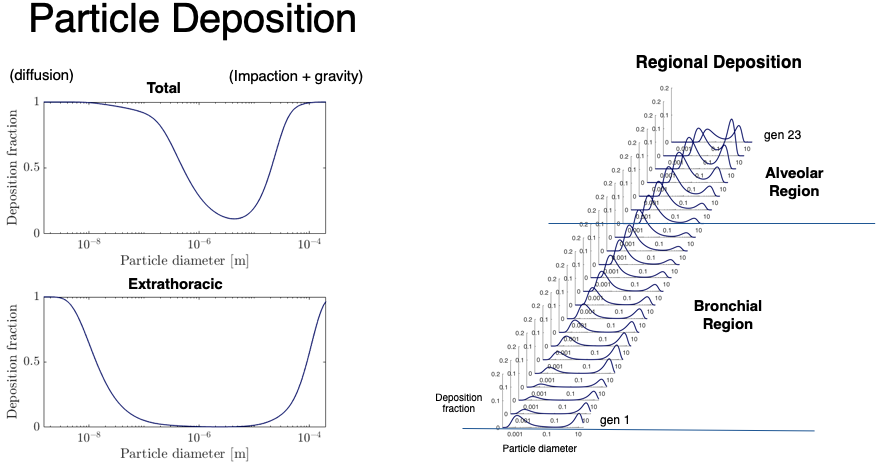 Particle Deposition
(diffusion)
Total
(Impaction + gravity)
Deposition fraction
1
0.5
0
10⁻⁸
10⁻⁶
10⁻⁴
Particle diameter [m]
Extrathoracic
Deposition fraction
1
0.5
0
10⁻⁸
10⁻⁶
10⁻⁴
Particle diameter [m]
Regional Deposition
gen 23
Alveolar
Region
Bronchial
Region
Deposition
fraction
0.2
0.1
0
gen 1
0.001
0.1
10
Particle diameter